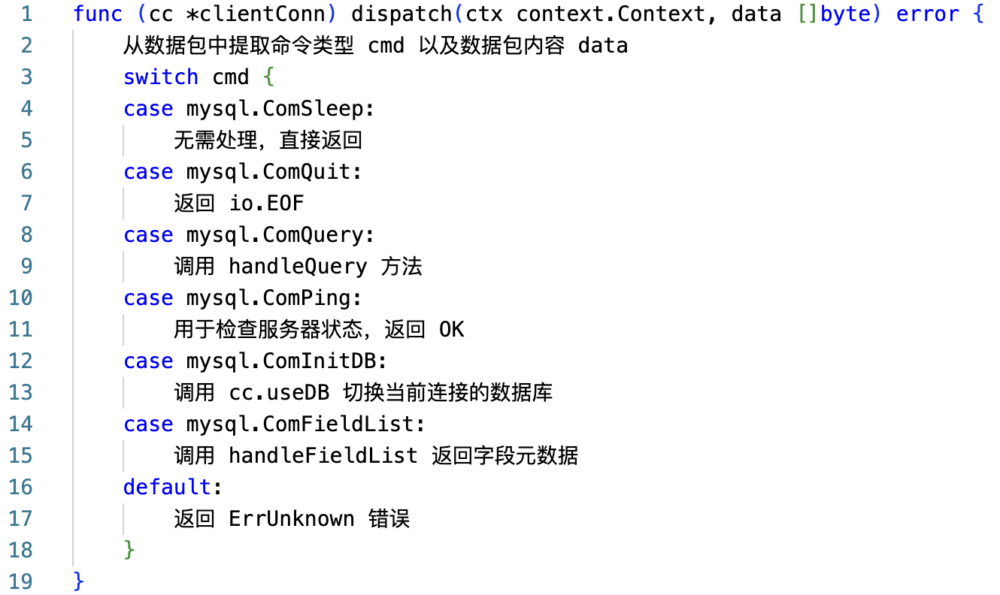 1 func (cc *clientConn) dispatch(ctx context.Context, data []byte) error {
2 从数据包中提取命令类型 cmd 以及数据包内容 data
3 switch cmd {
4 case mysql.ComSleep:
5 无需处理，直接返回
6 case mysql.ComQuit:
7 返回 io.EOF
8 case mysql.ComQuery:
9 调用 handleQuery 方法
10 case mysql.ComPing:
11 用于检查服务器状态，返回 OK
12 case mysql.ComInitDB:
13 调用 cc.useDB 切换当前连接的数据库
14 case mysql.ComFieldList:
15 调用 handleFieldList 返回字段元数据
16 default:
17 返回 ErrUnknown 错误
18 }
19 }